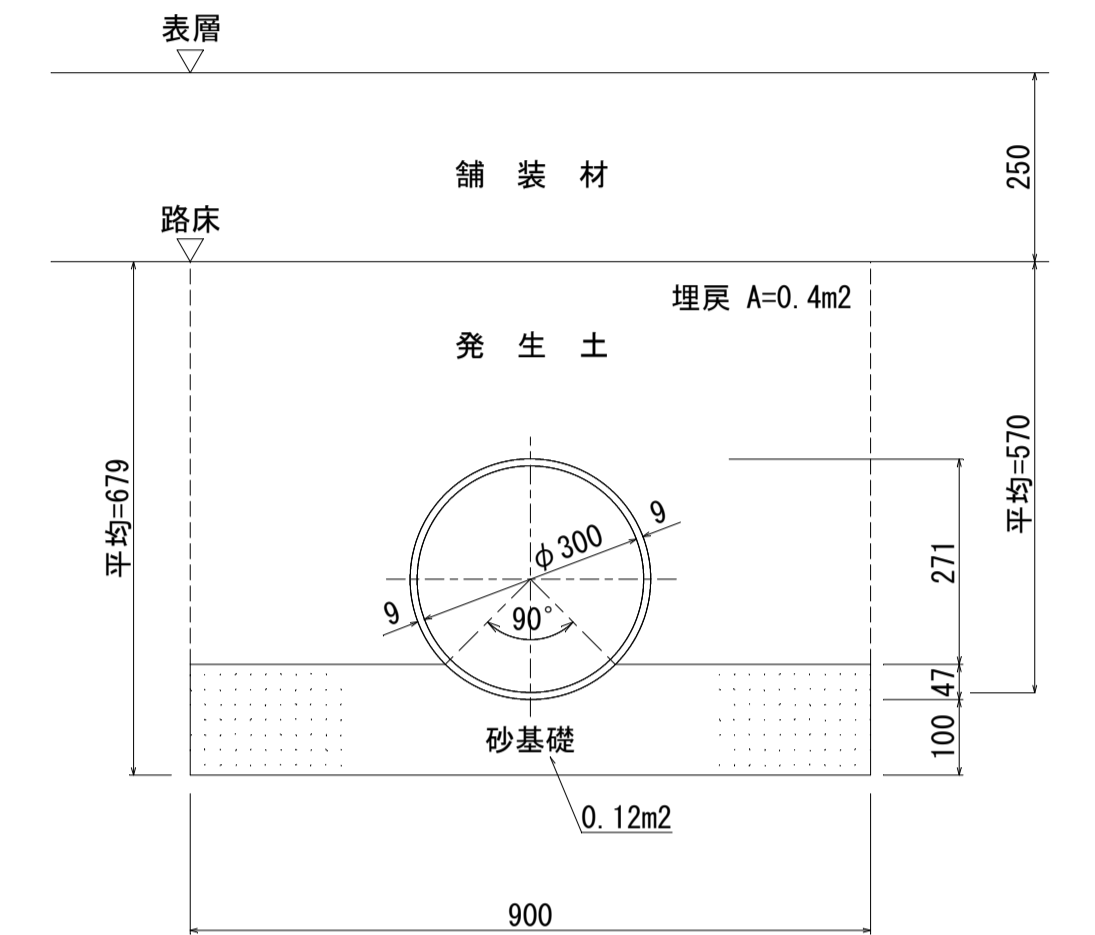 表層
舗装材
250
路床
埋戻 A=0.4m2
発生土
平均=679
平均=570
9
φ300
271
9
90°
47
砂基礎
100
0.12m2
900